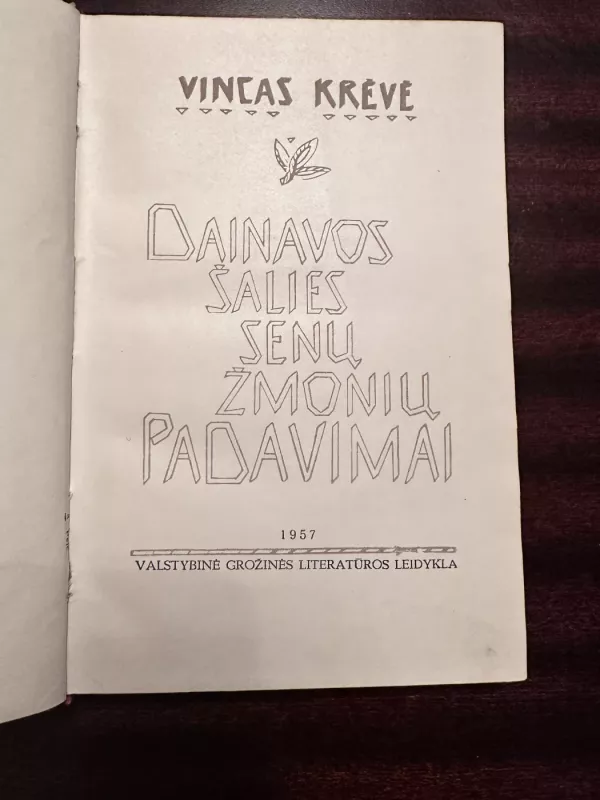 VINCAS KRĖVĖ
DAINAVOS
ŠALIES
SENŲ
ŽMONIŲ
PADAVIMAI
1957
VALSTYBINĖ GROŽINĖS LITERATŪROS LEIDYKLA